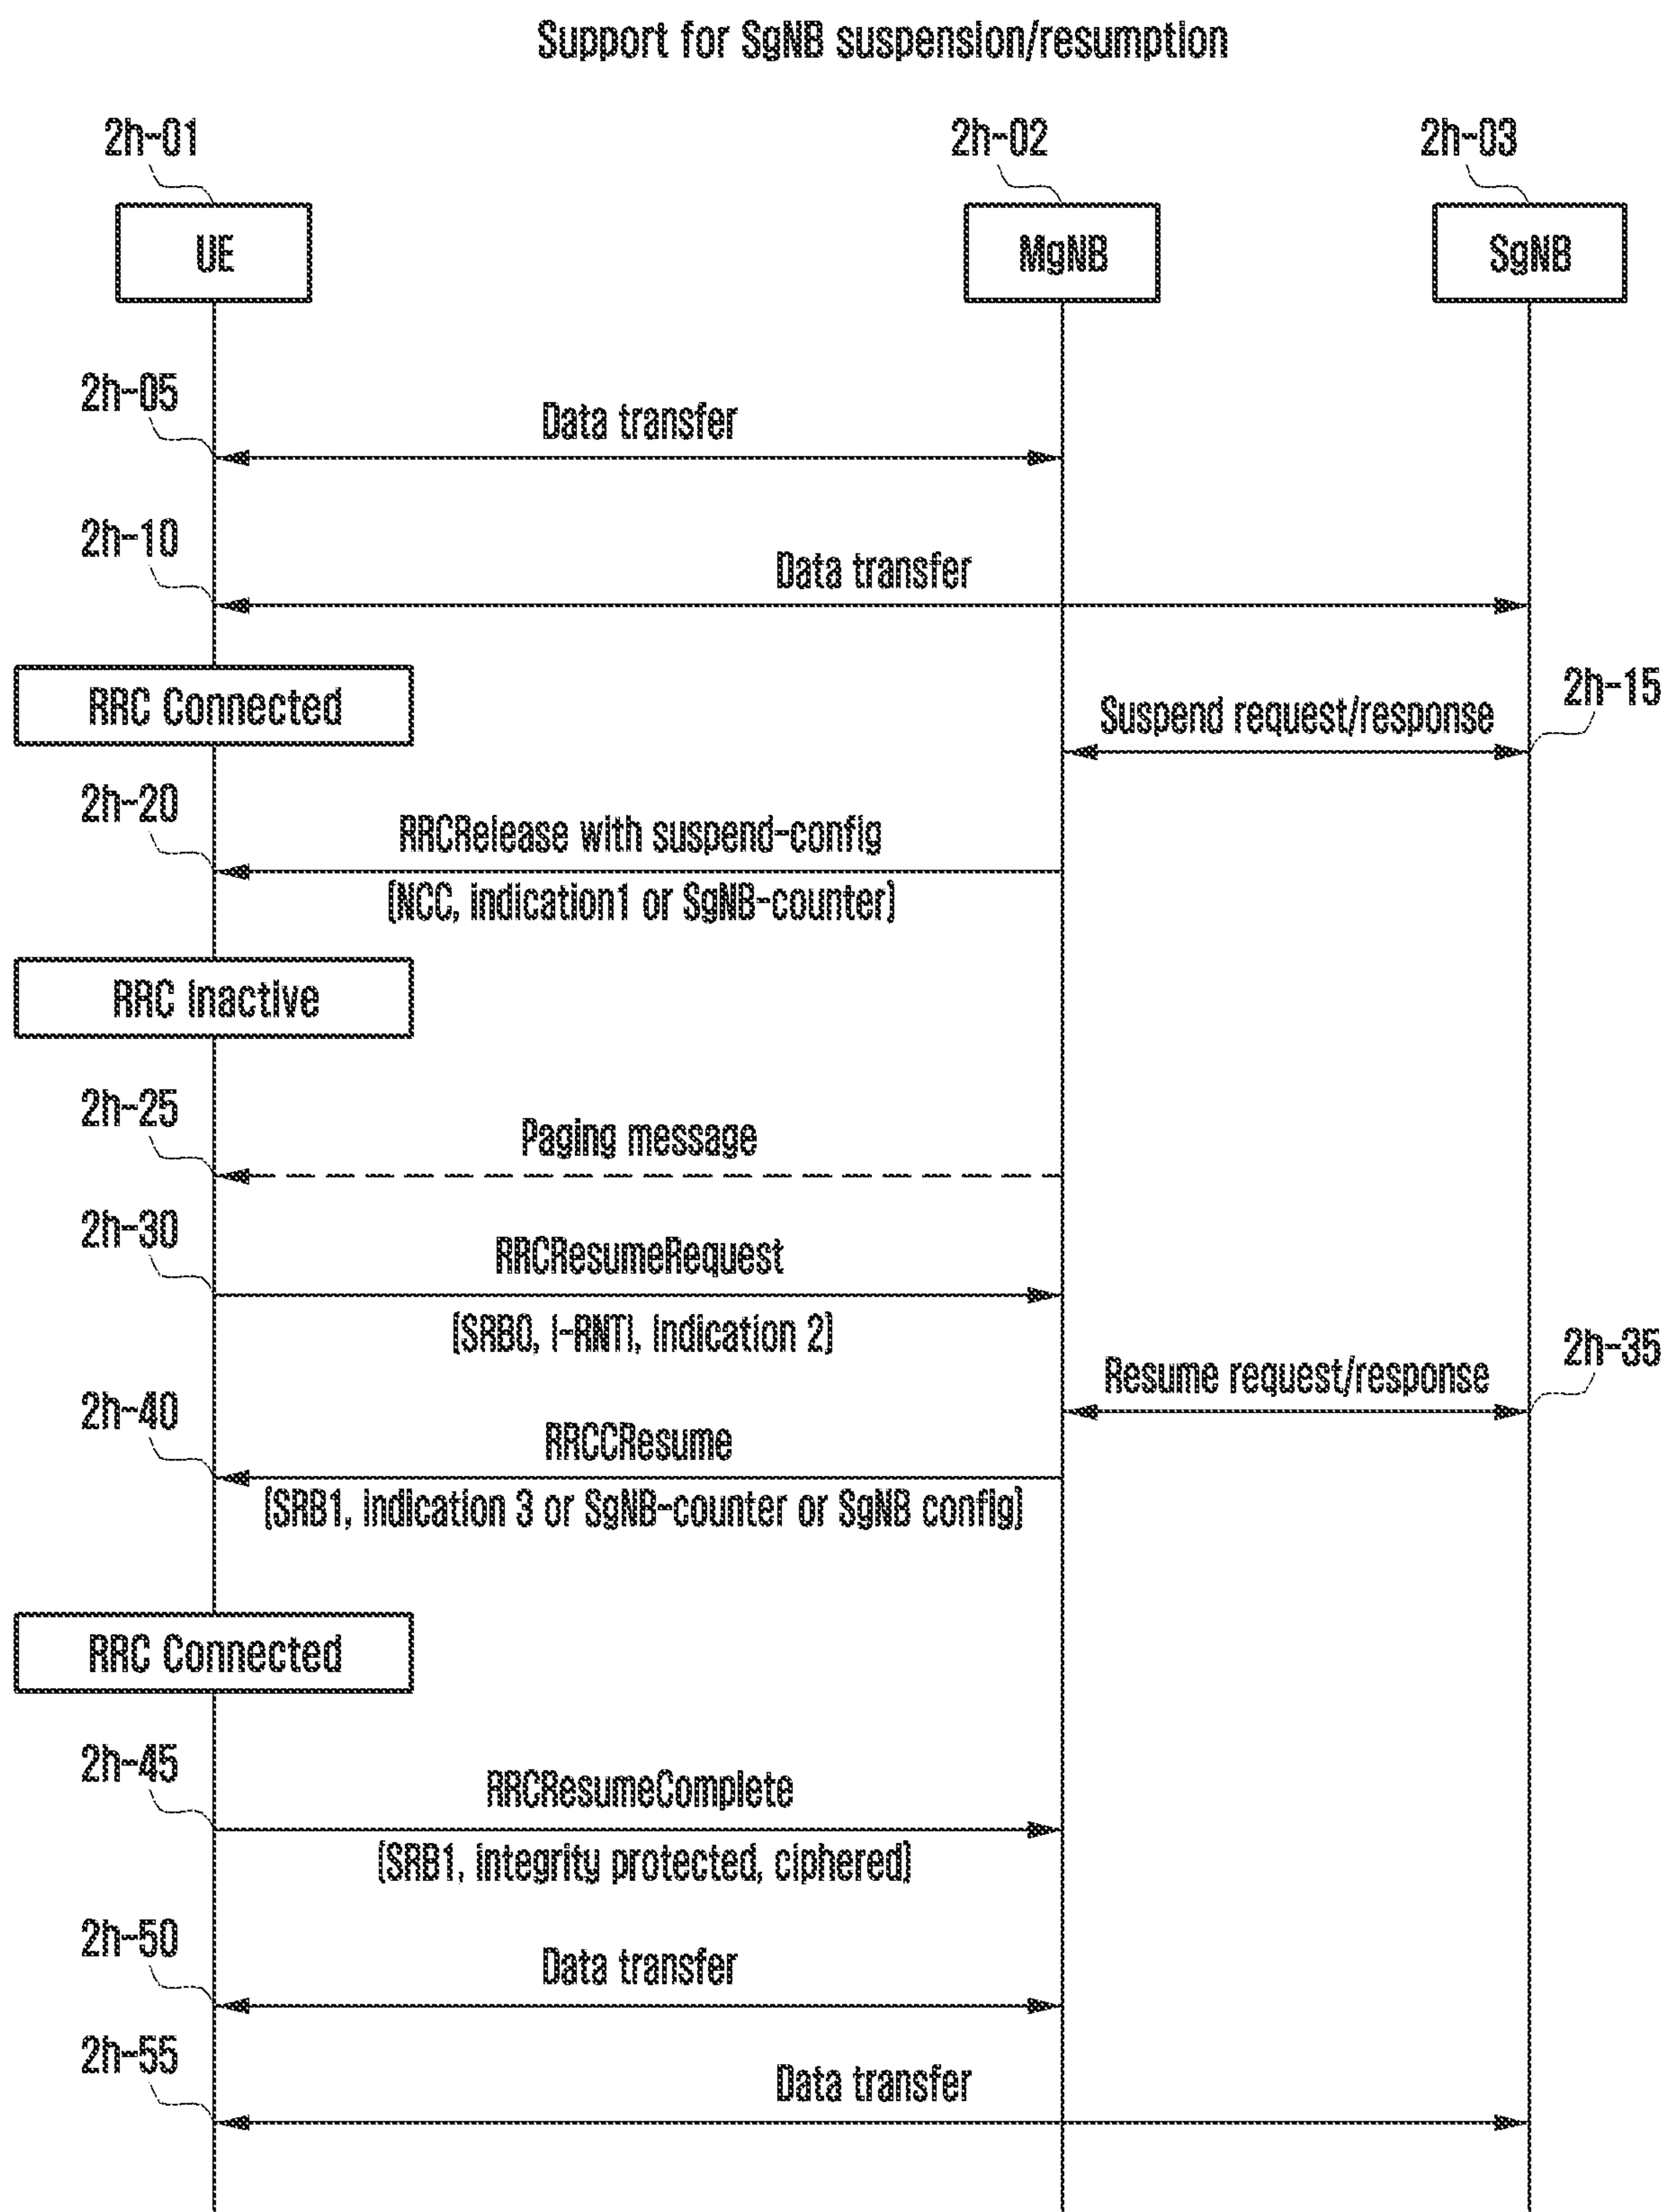 Support for SgNB suspension/resumption
2h-01
2h-02
2h-03
UE
MgNB
SgNB
2h-05
Data transfer
2h-10
Data transfer
RRC Connected
2h-15
Suspend request/response
2h-20
RRCRelease with suspend-config
(NCC, indication1 or SgNB-counter)
RRC Inactive
2h-25
Paging message
2h-30
RRCResumeRequest
(SRB0, I-RNTI, indication 2)
2h-35
Resume request/response
2h-40
RRCCResume
(SRB1, indication 3 or SgNB-counter or SgNB config)
RRC Connected
2h-45
RRCResumeComplete
(SRB1, integrity protected, ciphered)
2h-50
Data transfer
2h-55
Data transfer